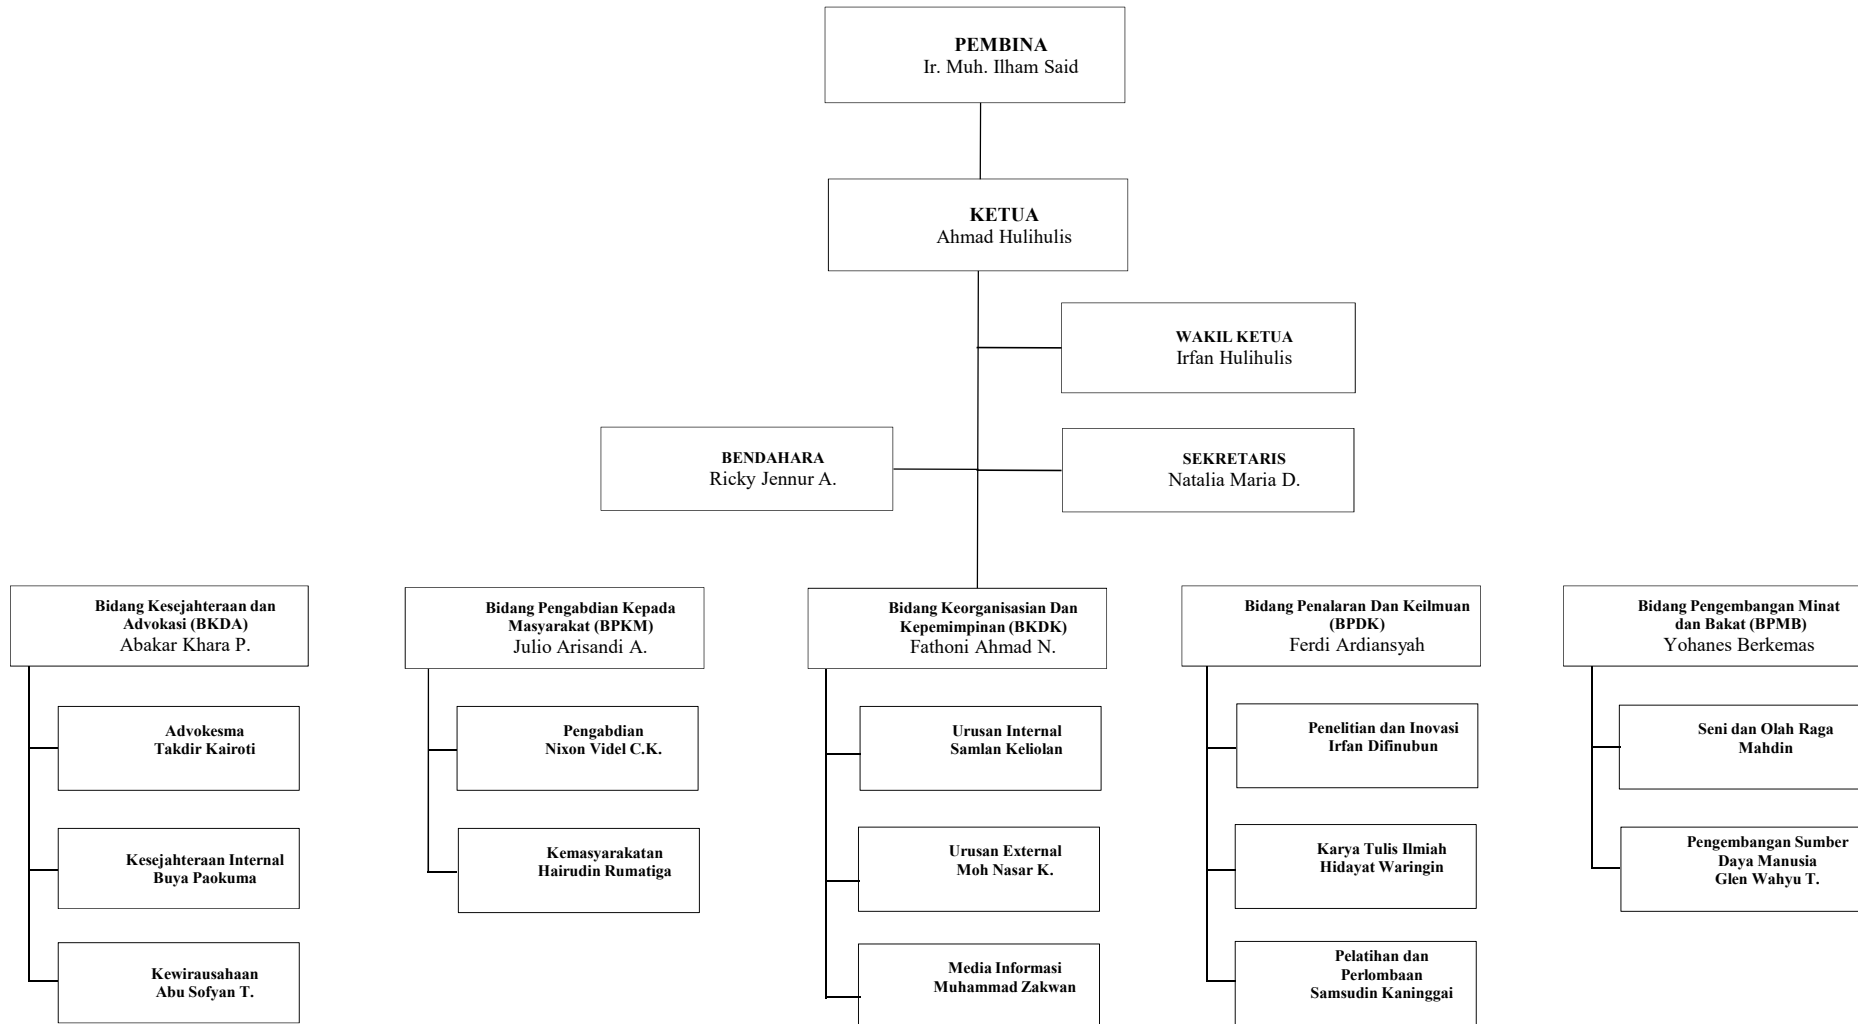 PEMBINA
Ir. Muh. Ilham Said
KETUA
Ahmad Hulihulis
WAKIL KETUA
Irfan Hulihulis
BENDAHARA
Ricky Jennur A.
SEKRETARIS
Natalia Maria D.
Bidang Kesejahteraan dan
Advokasi (BKDA)
Abakar Khara P.
Bidang Pengabdian Kepada
Masyarakat (BPKM)
Julio Arisandi A.
Bidang Keorganisasian Dan
Kepemimpinan (BKDK)
Fathoni Ahmad N.
Bidang Penalaran Dan Keilmuan
(BPDK)
Ferdi Ardiansyah
Bidang Pengembangan Minat
dan Bakat (BPMB)
Yohanes Berkemas
Advokesma
Takdir Kairoti
Kesejahteraan Internal
Buya Paokuma
Kewirausahaan
Abu Sofyan T.
Pengabdian
Nixon Videl C.K.
Kemasyarakatan
Hairudin Rumatiga
Urusan Internal
Samlan Keliolan
Urusan External
Moh Nasar K.
Media Informasi
Muhammad Zakwan
Penelitian dan Inovasi
Irfan Difinubun
Karya Tulis Ilmiah
Hidayat Waringin
Pelatihan dan
Perlombaan
Samsudin Kaninggai
Seni dan Olah Raga
Mahdin
Pengembangan Sumber
Daya Manusia
Glen Wahyu T.